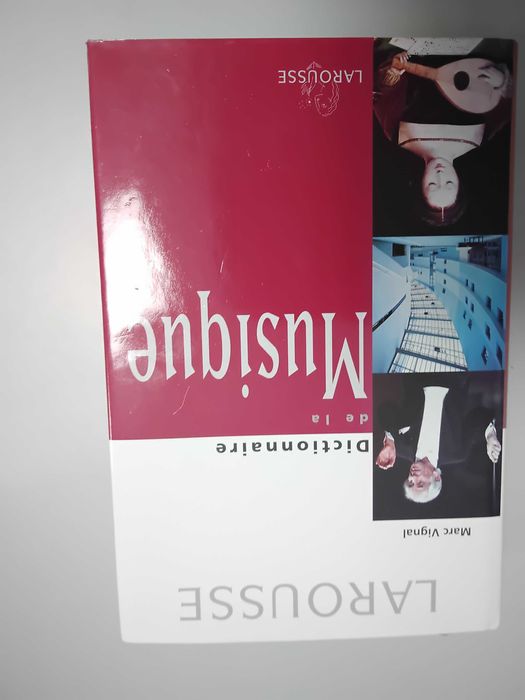 LAROUSSE
Marc Vignal
Dictionnaire
de la
Musique
LAROUSSE